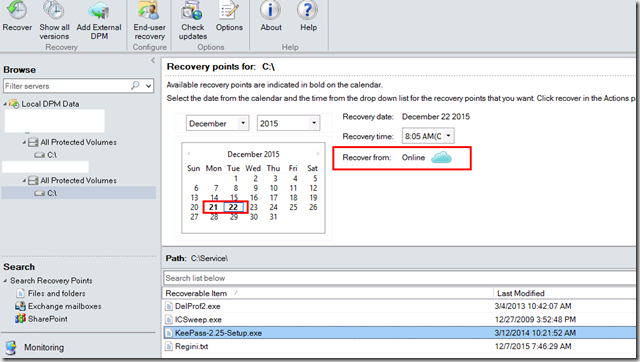 Recover
Show all
versions
Add External
DPM
End-user
recovery
Check
updates
Options
About
Help
Recovery
Configure
Options
Info
Browse
Filter servers
Local DPM Data
All Protected Volumes
C:\
All Protected Volumes
C:\
Search
Search Recovery Points
Files and folders
Exchange mailboxes
SharePoint
Monitoring
Recovery points for: C:\
Available recovery points are indicated in bold on the calendar.
Select the date from the calendar and the time from the drop down list for the recovery points that you want. Click recover in the Actions p
December
2015
Recovery date: December 22 2015
Recovery time: 8:05 AM(C
Recover from: Online
December 2015
Sun Mon Tue Wed Thu Fri Sat
1 2 3 4 5
6 7 8 9 10 11 12
13 14 15 16 17 18 19
20 21 22 23 24 25 26
27 28 29 30 31
Path: C:\Service\
Search list below
Recoverable Item Last Modified
DelProf2.exe 3/4/2013 10:42:07 AM
ICSweep.exe 12/27/2009 3:52:48 PM
KeePass-2.25-Setup.exe 3/12/2014 10:21:52 AM
Regini.txt 12/7/2015 7:46:29 AM